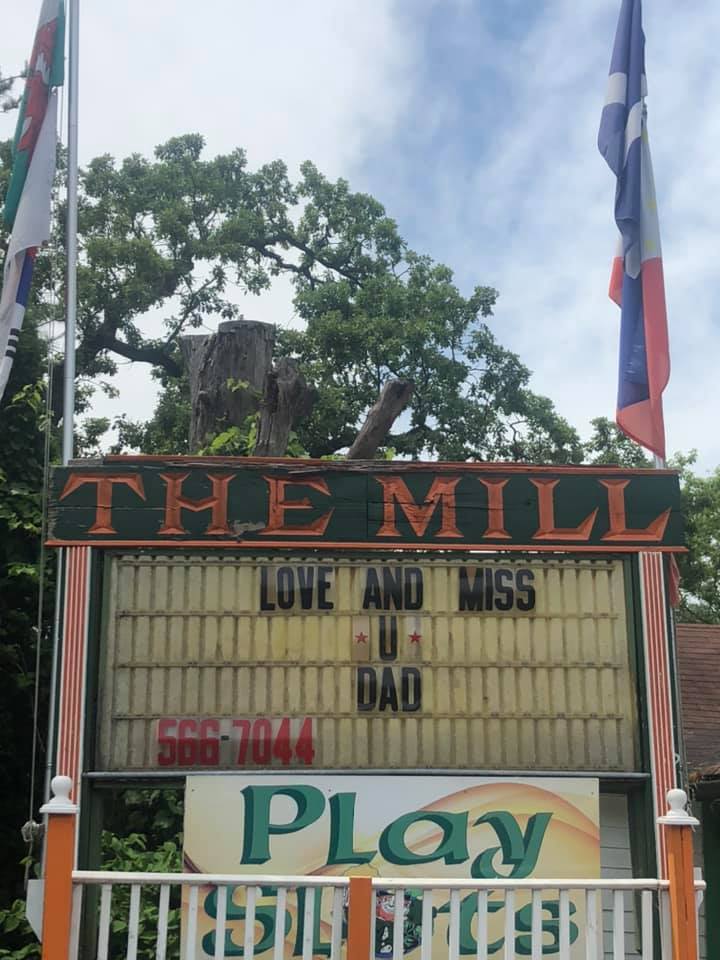 THE MILL
LOVE AND MISS
U
DAD
566-7044
Play
Slots